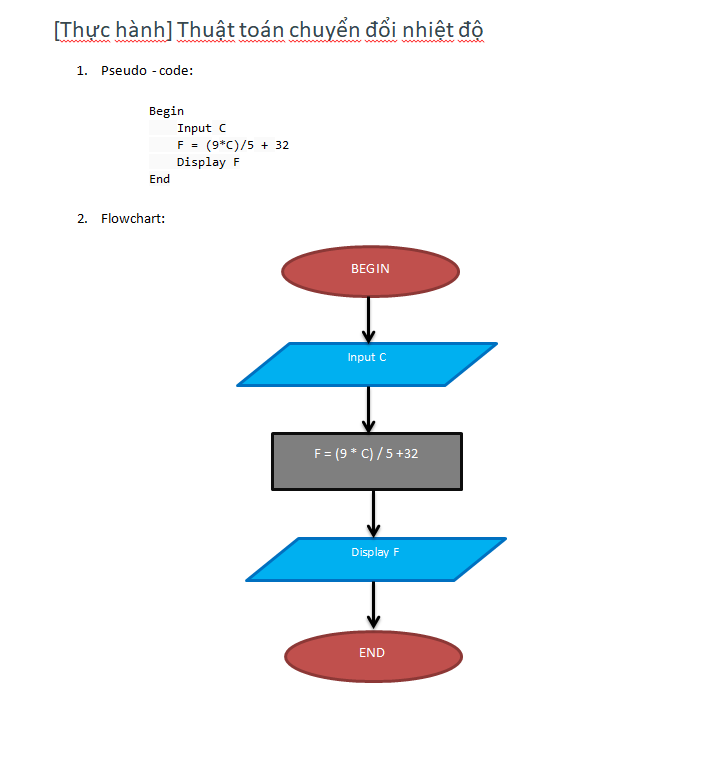 [Thực hành] Thuật toán chuyển đổi nhiệt độ
1. Pseudo - code:
Begin
Input C
F = (9*C)/5 + 32
Display F
End
2. Flowchart:
BEGIN
Input C
F = (9 * C) / 5 +32
Display F
END